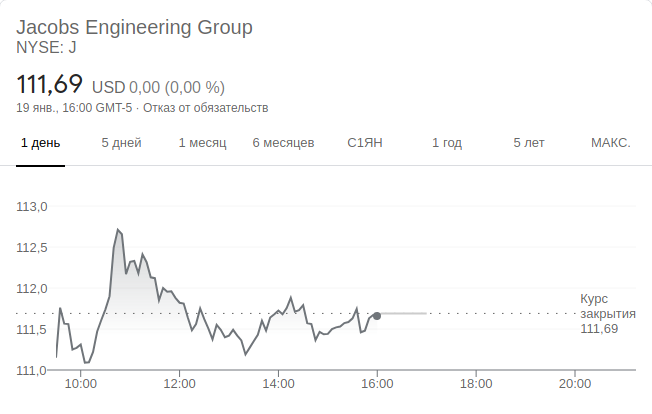 Jacobs Engineering Group
NYSE: J
111,69 USD 0,00 (0,00 %)
19 янв., 16:00 GMT-5 · Отказ от обязательств
1 день 5 дней 1 месяц 6 месяцев С1ЯН 1 год 5 лет МАКС.
113,0
112,5
112,0
Курс
закрытия
111,69
111,5
111,0
10:00 12:00 14:00 16:00 18:00 20:00